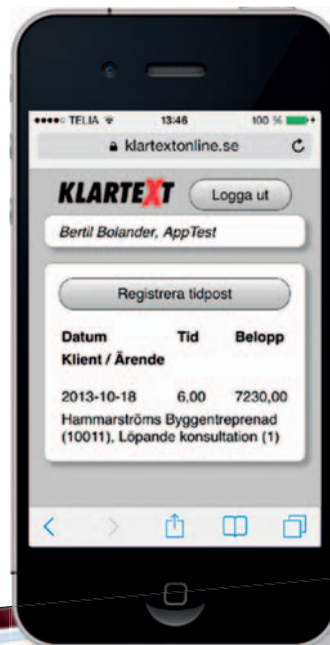 TELIA 13:46 100 %
klartextonline.se
KLARTEXT Logga ut
Bertil Bolander, AppTest
Registrera tidpost
Datum Tid Belopp
Klient / Ärende
2013-10-18 6,00 7230,00
Hammarströms Byggentreprenad
(10011), Löpande konsultation (1)